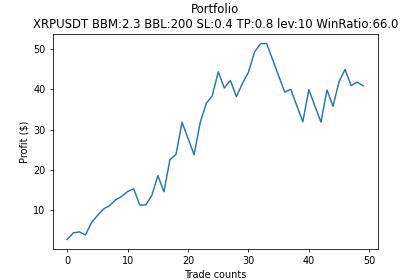 Portfolio
XRPUSDT BBM:2.3 BBL:200 SL:0.4 TP:0.8 lev:10 WinRatio:66.0
50
40
30
20
10
Profit ($)
0
10
20
30
40
50
Trade counts